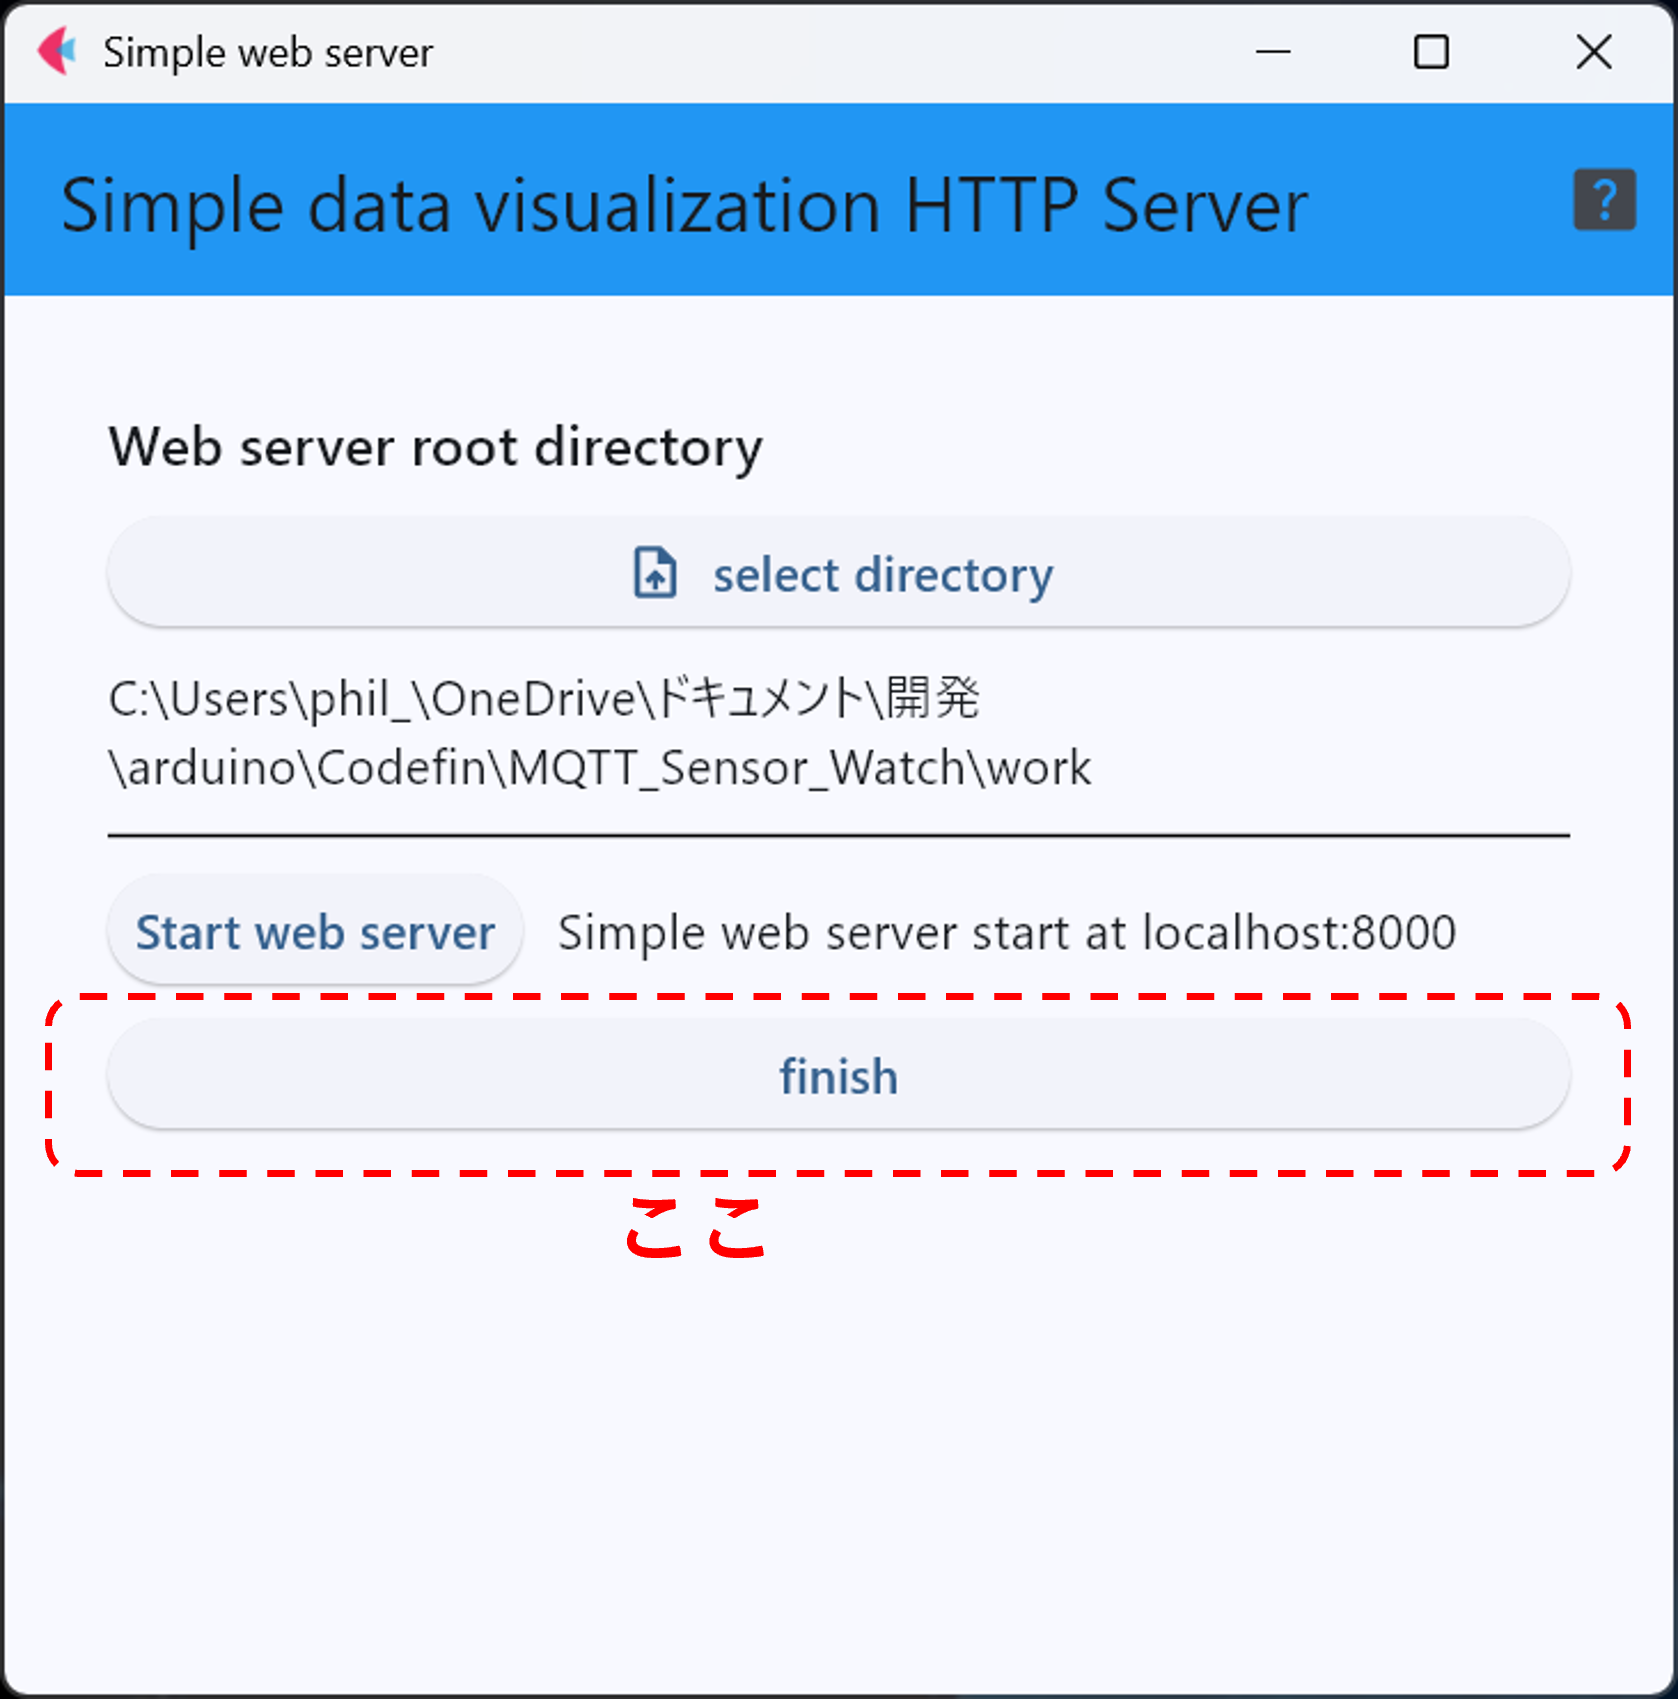 Simple web server
Simple data visualization HTTP Server
?
Web server root directory
select directory
C:\Users\phil_\OneDrive\ドキュメント\開発
\arduino\Codefin\MQTT_Sensor_Watch\work
Start web server Simple web server start at localhost:8000
finish
ここ